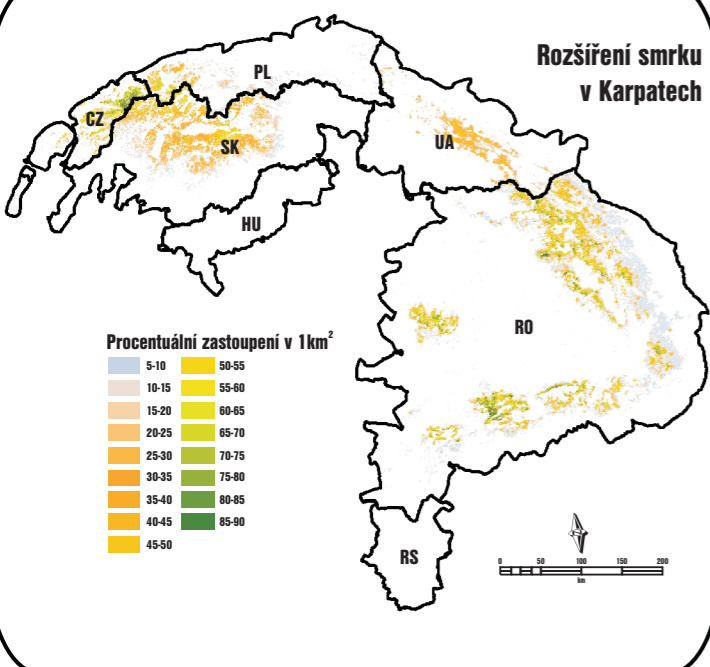 Rozšíření smrku
v Karpatech
PL
CZ
SK
UA
HU
RO
RS
Procentuální zastoupení v 1km²
5-10
10-15
15-20
20-25
25-30
30-35
35-40
40-45
45-50
50-55
55-60
60-65
65-70
70-75
75-80
80-85
85-90
0 50 100 150 200
km